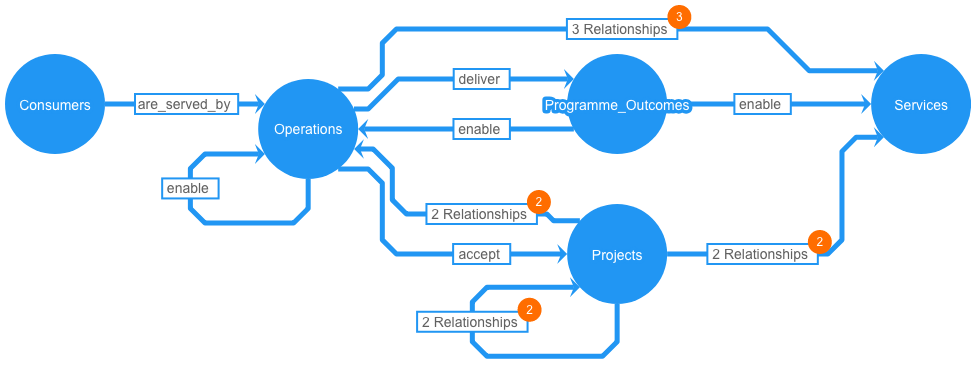 3 Relationships
3
Consumers
are_served_by
Operations
deliver
Programme_Outcomes
enable
Services
enable
enable
2 Relationships
2
accept
Projects
2 Relationships
2
2 Relationships
2